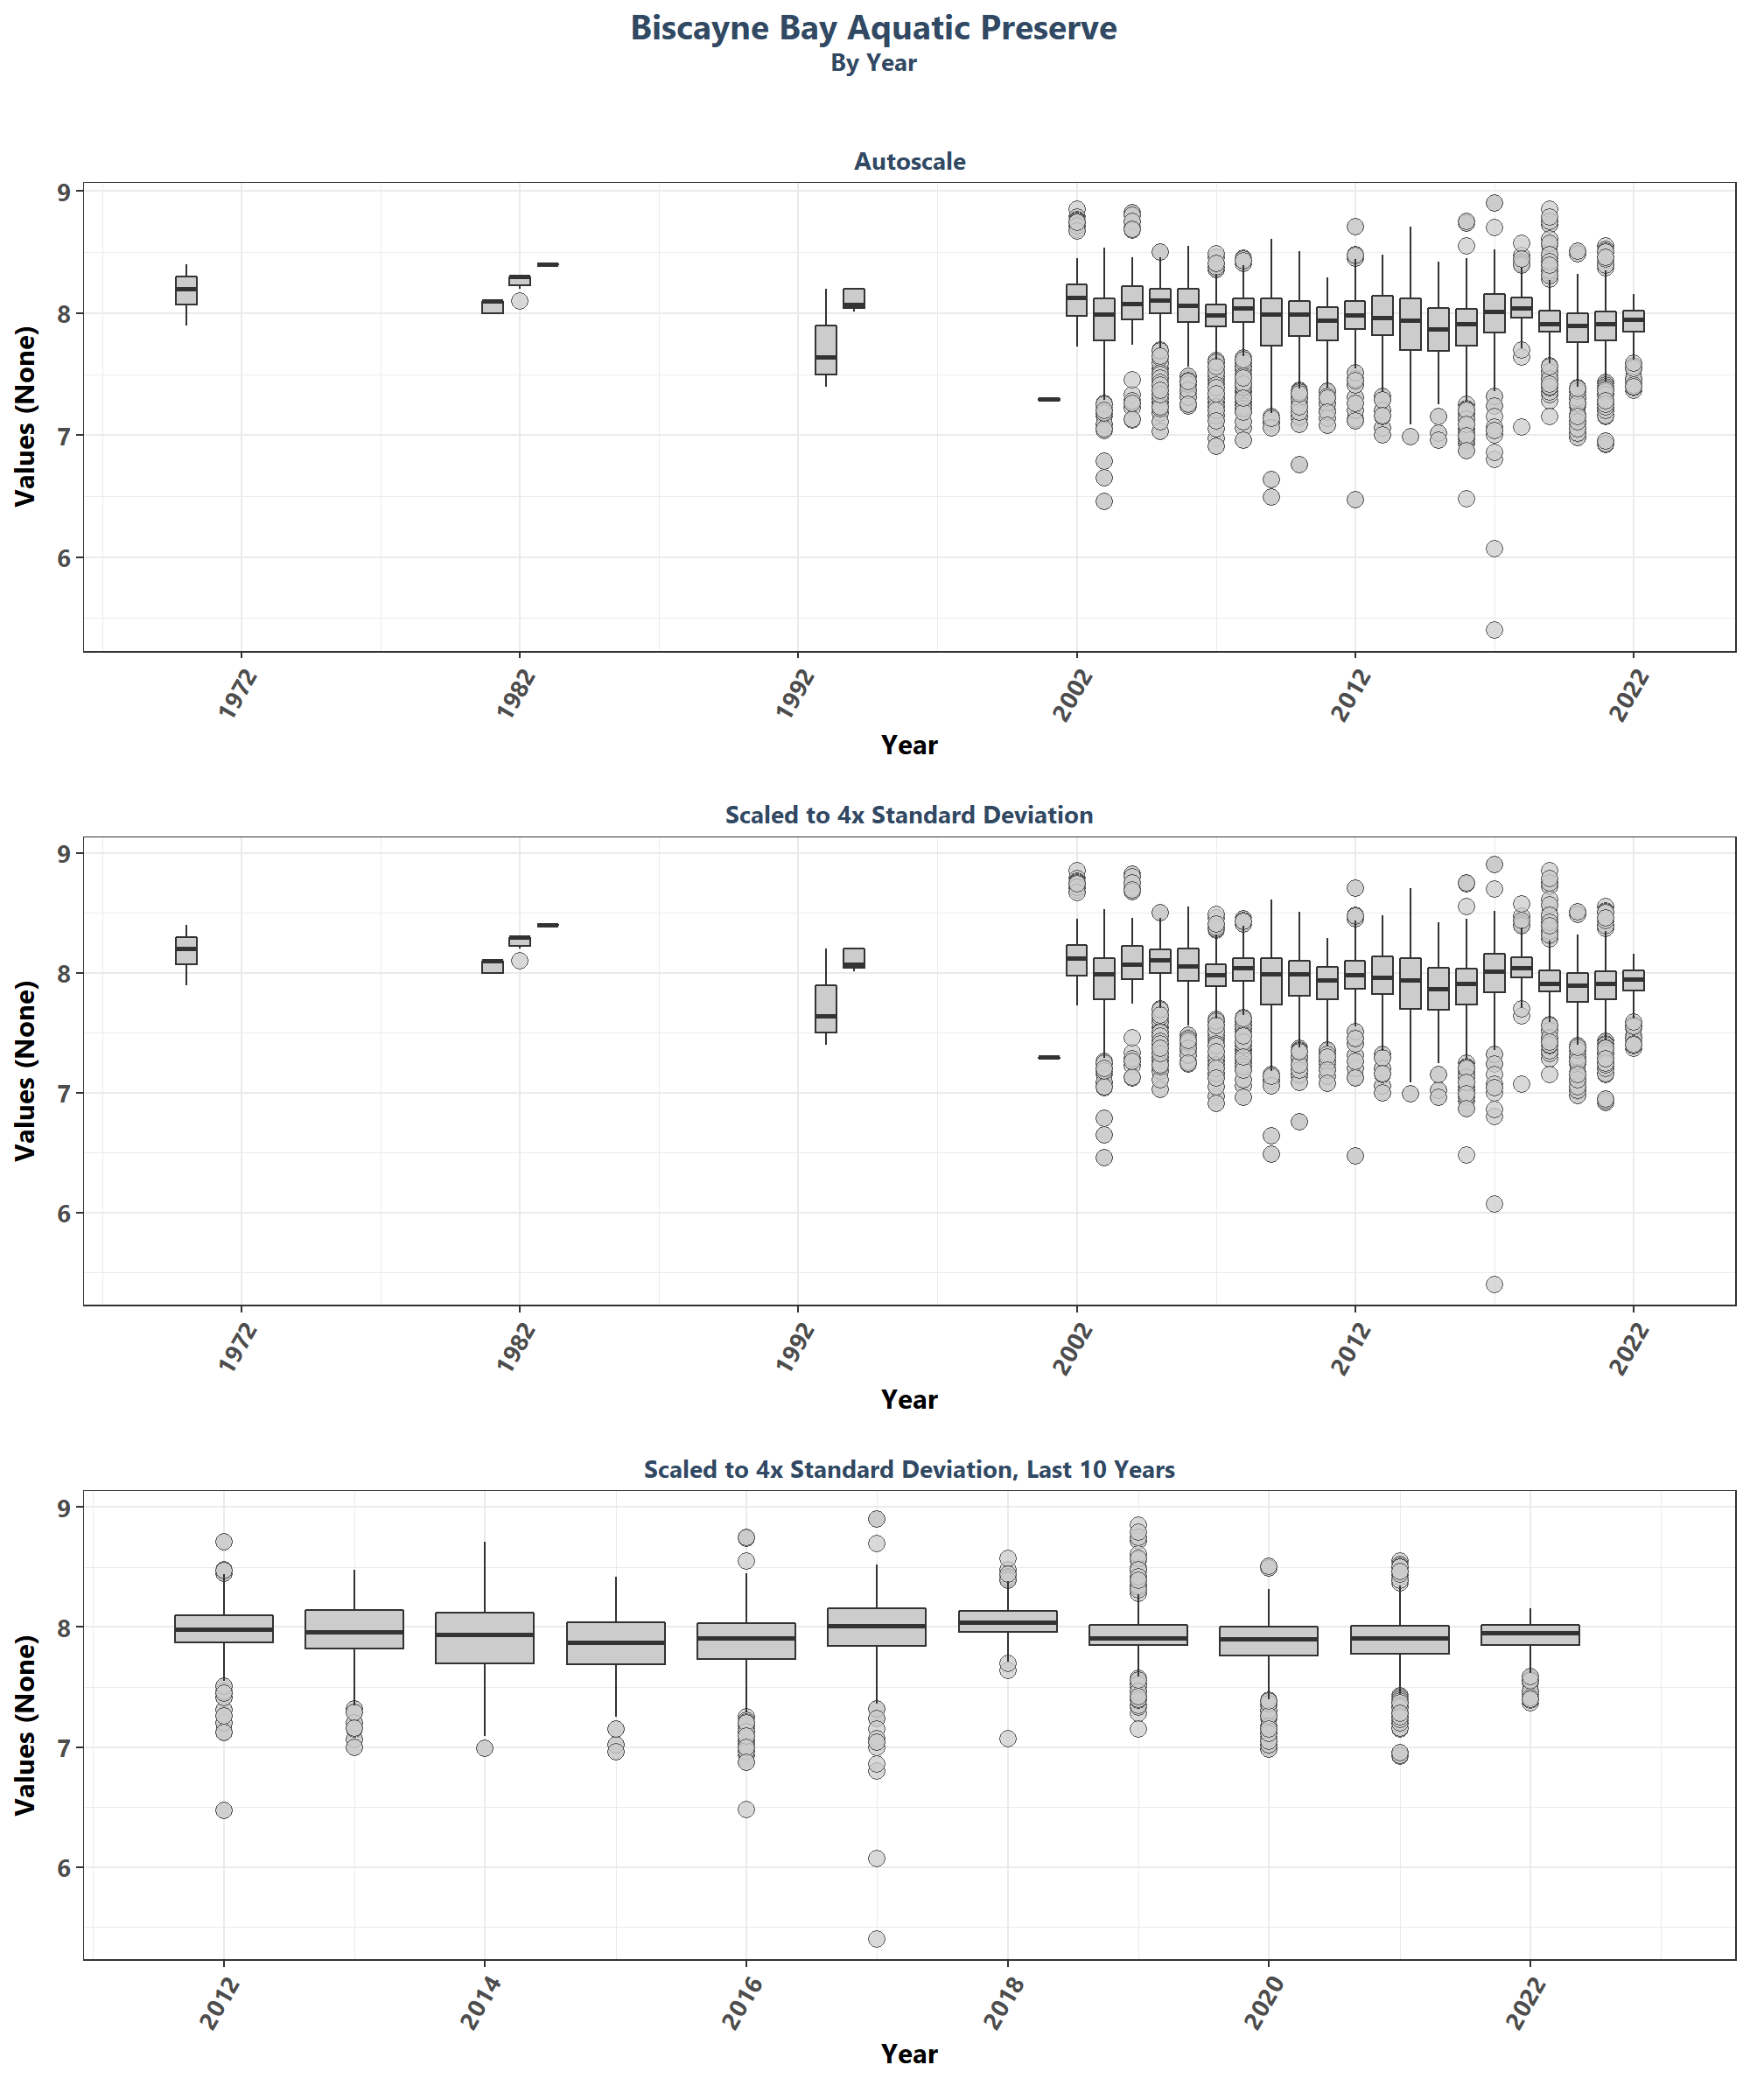 Biscayne Bay Aquatic Preserve
By Year
Autoscale
9
8
7
6
Values (None)
1972 1982 1992 2002 2012 2022
Year
Scaled to 4x Standard Deviation
9
8
7
6
Values (None)
1972 1982 1992 2002 2012 2022
Year
Scaled to 4x Standard Deviation, Last 10 Years
9
8
7
6
Values (None)
2012 2014 2016 2018 2020 2022
Year